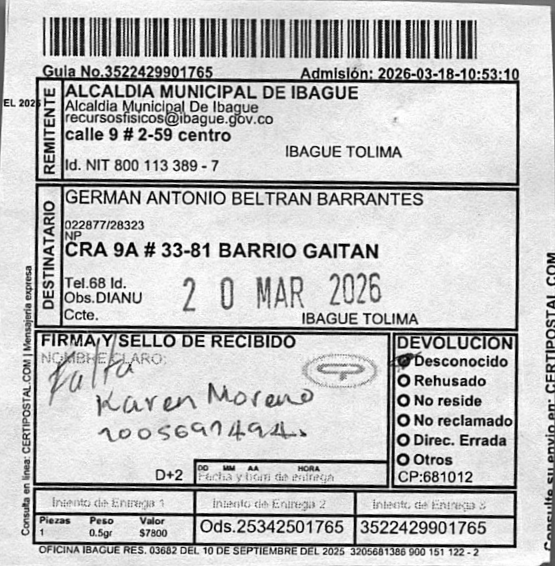 Guia No.3522429901765 Admisión: 2026-03-18-10:53:10
EL 2025
REMITENTE
ALCALDIA MUNICIPAL DE IBAGUE
Alcaldia Municipal De Ibague
recursosfisicos@ibague.gov.co
calle 9 # 2-59 centro
IBAGUE TOLIMA
Id. NIT 800 113 389 - 7
DESTINATARIO
GERMAN ANTONIO BELTRAN BARRANTES
022877/28323
NP
CRA 9A # 33-81 BARRIO GAITAN
Tel.68 Id.
Obs.DIANU
Ccte.
20 MAR 2026
IBAGUE TOLIMA
FIRMA Y SELLO DE RECIBIDO
NOMBRE CLARO:
falta
Karen Moreno
1005697494.
D+2
DD MM AA HORA
Fecha y hora de entrega
DEVOLUCION
Desconocido
Rehusado
No reside
No reclamado
Direc. Errada
Otros
CP:681012
Intento de Entrega 1 Intento de Entrega 2 Intento de Entrega 3
Piezas Peso Valor
1 0.5gr $7800
Ods.25342501765 3522429901765
OFICINA IBAGUE RES. 03682 DEL 10 DE SEPTIEMBRE DEL 2025 3205681386 900 151 122 - 2
Consulta en línea: CERTIPOSTAL.COM | Mensajería expresa
Consulte su envio en: CERTIPOSTAL.COM